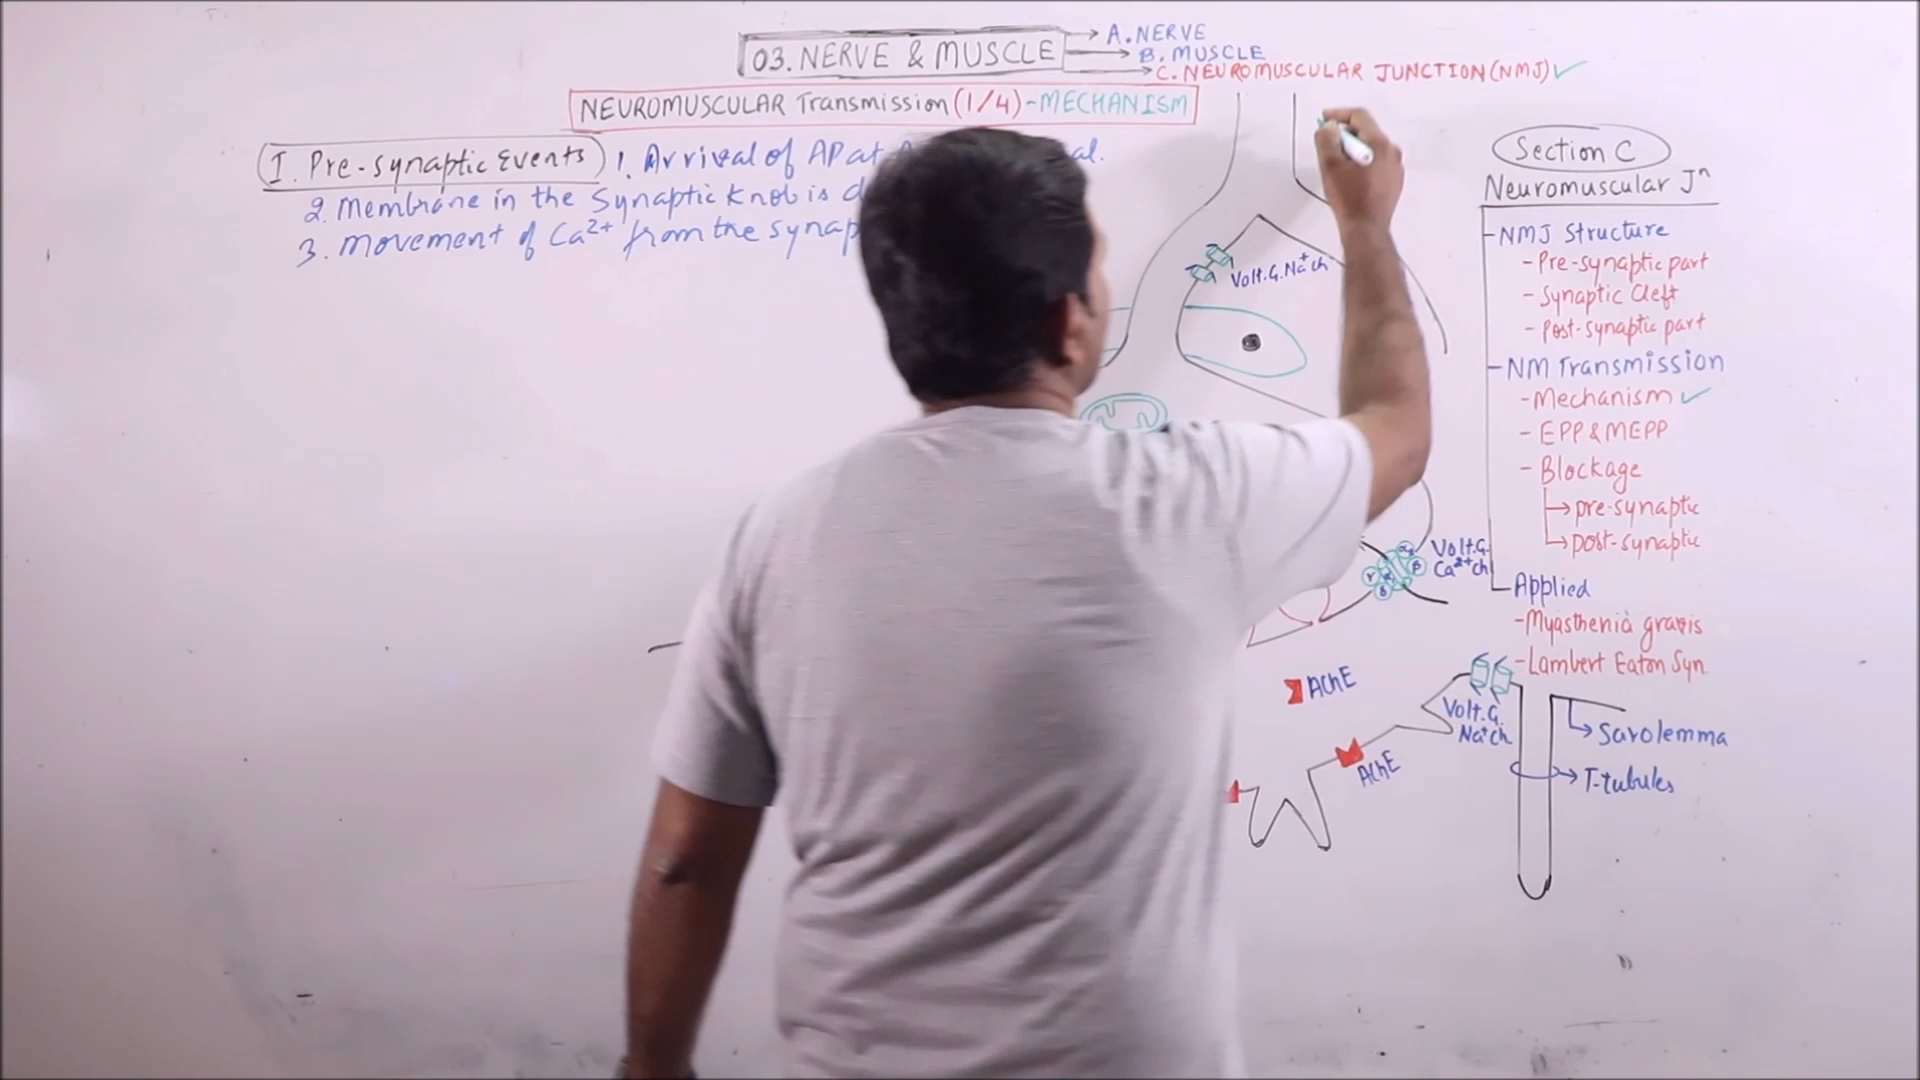 03. NERVE & MUSCLE
A. NERVE
B. MUSCLE
C. NEUROMUSCULAR JUNCTION (NMJ) ✓
NEUROMUSCULAR Transmission (1/4) - MECHANISM
I. Pre-synaptic Events
1. Arrival of AP at
2. Membrane in the Synaptic Knob is
3. Movement of Ca²⁺ from the
Volt.G.Na⁺ch
Volt.G.
Ca²⁺ch
α
β
γ
α
δ
AChE
AChE
Volt.G.
Na⁺ch
Sarolemma
T-tubules
Section C
Neuromuscular Jⁿ
- NMJ Structure
- Pre-synaptic part
- Synaptic Cleft
- Post-synaptic part
- NM Transmission
- Mechanism ✓
- EPP & MEPP
- Blockage
→ pre-synaptic
→ post-synaptic
- Applied
- Myasthenia gravis
- Lambert Eaton Syn.